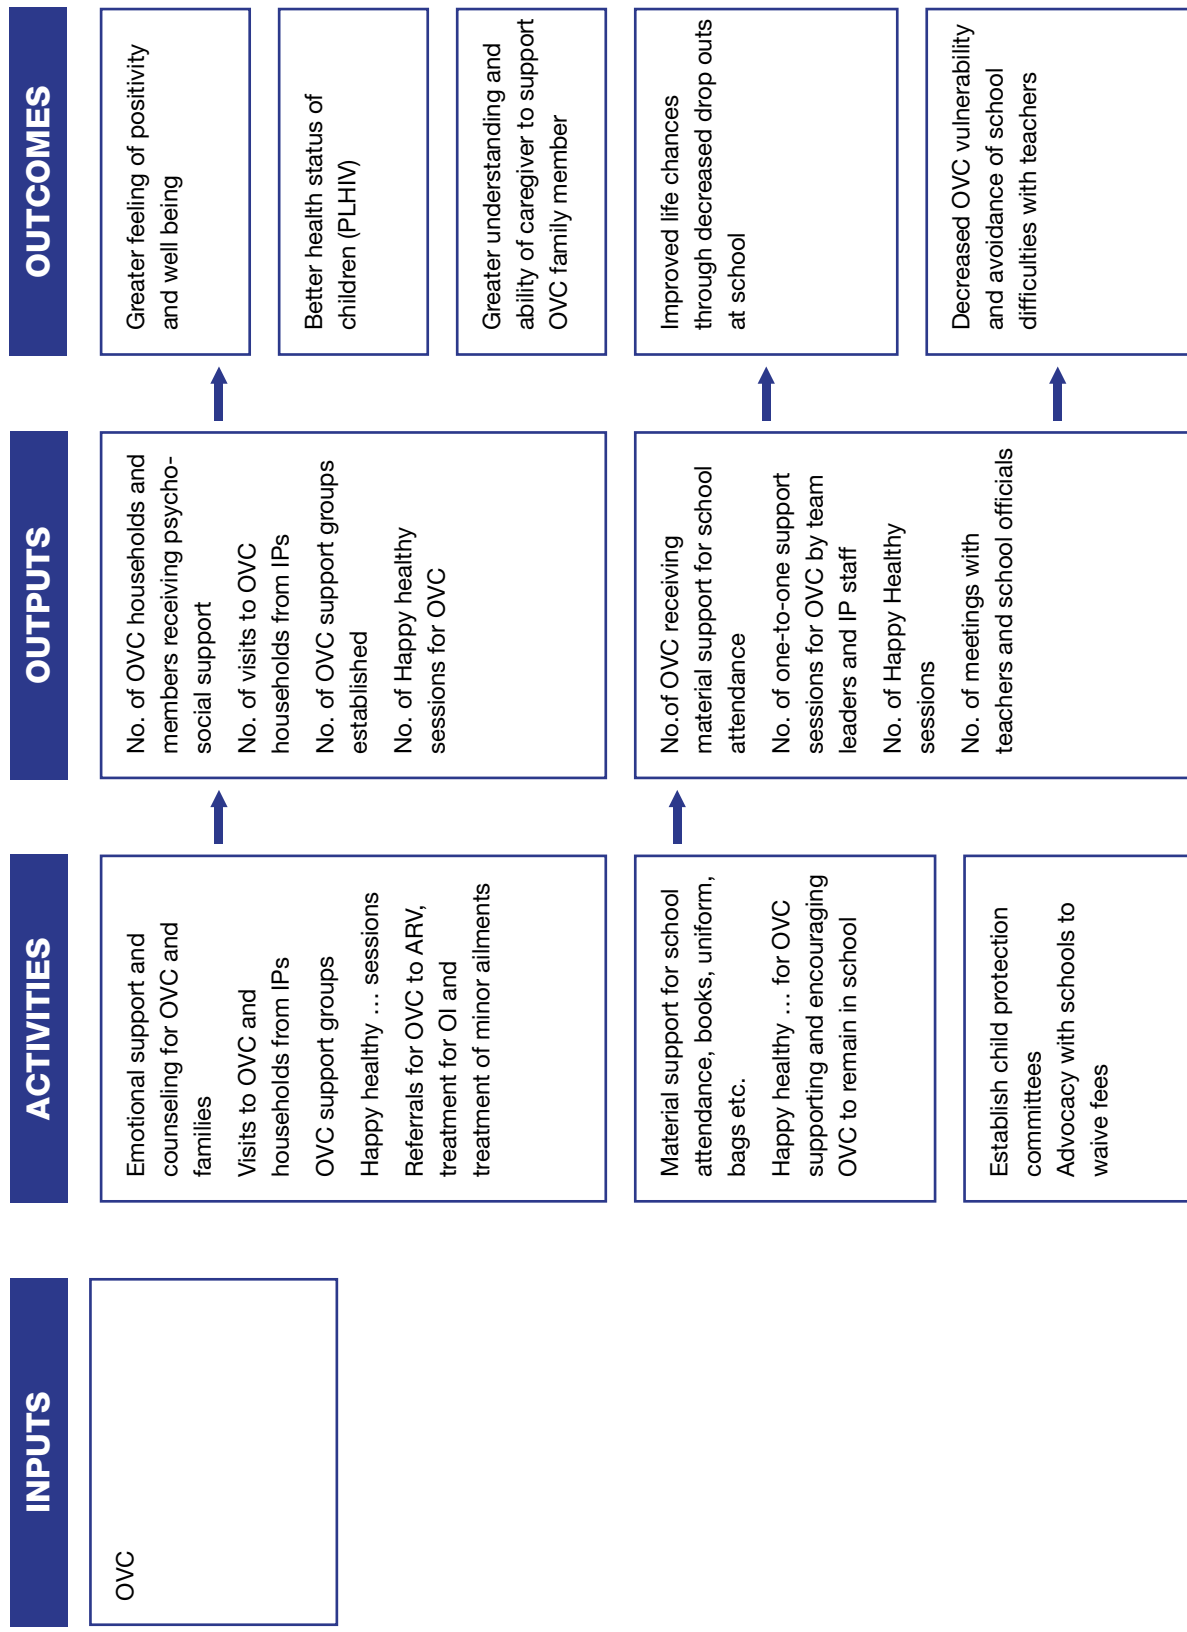 INPUTS
OVC
ACTIVITIES
Emotional support and
counseling for OVC and
families
Visits to OVC and
households from IPs
OVC support groups
Happy healthy … sessions
Referrals for OVC to ARV,
treatment for OI and
treatment of minor ailments
Material support for school
attendance, books, uniform,
bags etc.
Happy healthy … for OVC
supporting and encouraging
OVC to remain in school
Establish child protection
committees
Advocacy with schools to
waive fees
OUTPUTS
No. of OVC households and
members receiving psycho-
social support
No. of visits to OVC
households from IPs
No. of OVC support groups
established
No. of Happy healthy
sessions for OVC
No.of OVC receiving
material support for school
attendance
No. of one-to-one support
sessions for OVC by team
leaders and IP staff
No. of Happy Healthy
sessions
No. of meetings with
teachers and school officials
OUTCOMES
Greater feeling of positivity
and well being
Better health status of
children (PLHIV)
Greater understanding and
ability of caregiver to support
OVC family member
Improved life chances
through decreased drop outs
at school
Decreased OVC vulnerability
and avoidance of school
difficulties with teachers